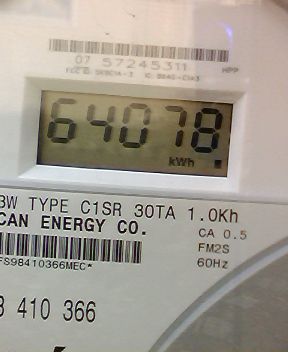 07 57245311
HPP
64078
kWh
3W TYPE C1SR 30TA 1.0Kh
CAN ENERGY CO. CA 0.5
FM2S
FS98410366MEC* 60Hz
3 410 366